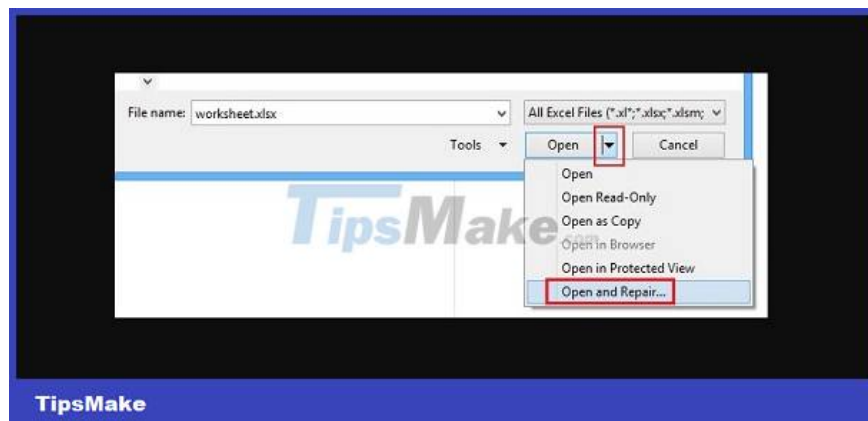 File name: worksheet.xlsx All Excel Files (*.xl*;*.xlsx;*.xlsm;
Tools Open Cancel
Open
Open Read-Only
Open as Copy
Open in Browser
Open in Protected View
Open and Repair...
TipsMake.com
TipsMake